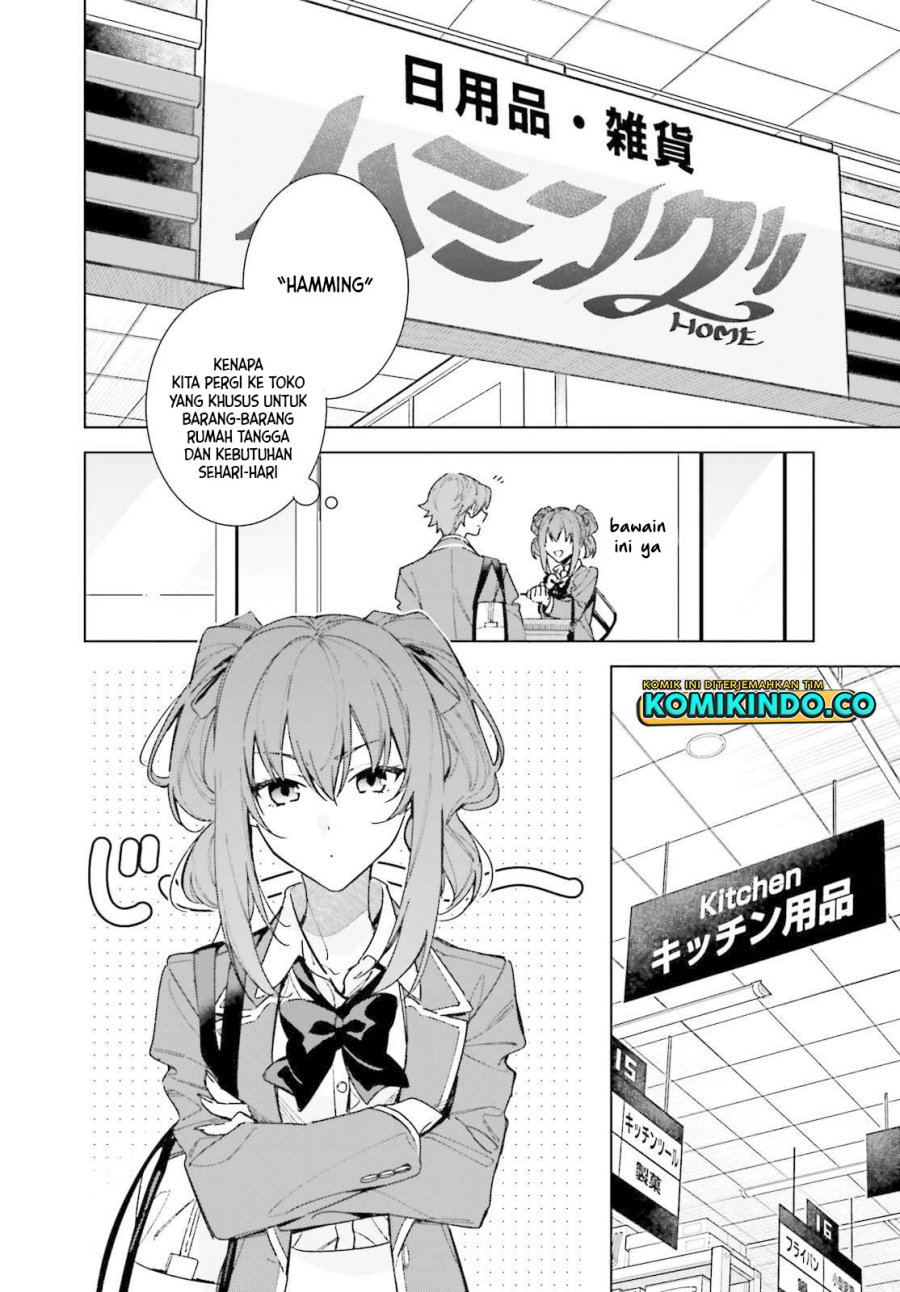 日用品・雑貨
ハミング
HOME
"HAMMING"
KENAPA
KITA PERGI KE TOKO
YANG KHUSUS UNTUK
BARANG-BARANG
RUMAH TANGGA
DAN KEBUTUHAN
SEHARI-HARI
bawain
ini ya
じー
KOMIK INI DITERJEMAHKAN TIM
KOMIKINDO.CO
Kitchen
キッチン用品
15
キッチンツール
製菓
16
フライパン